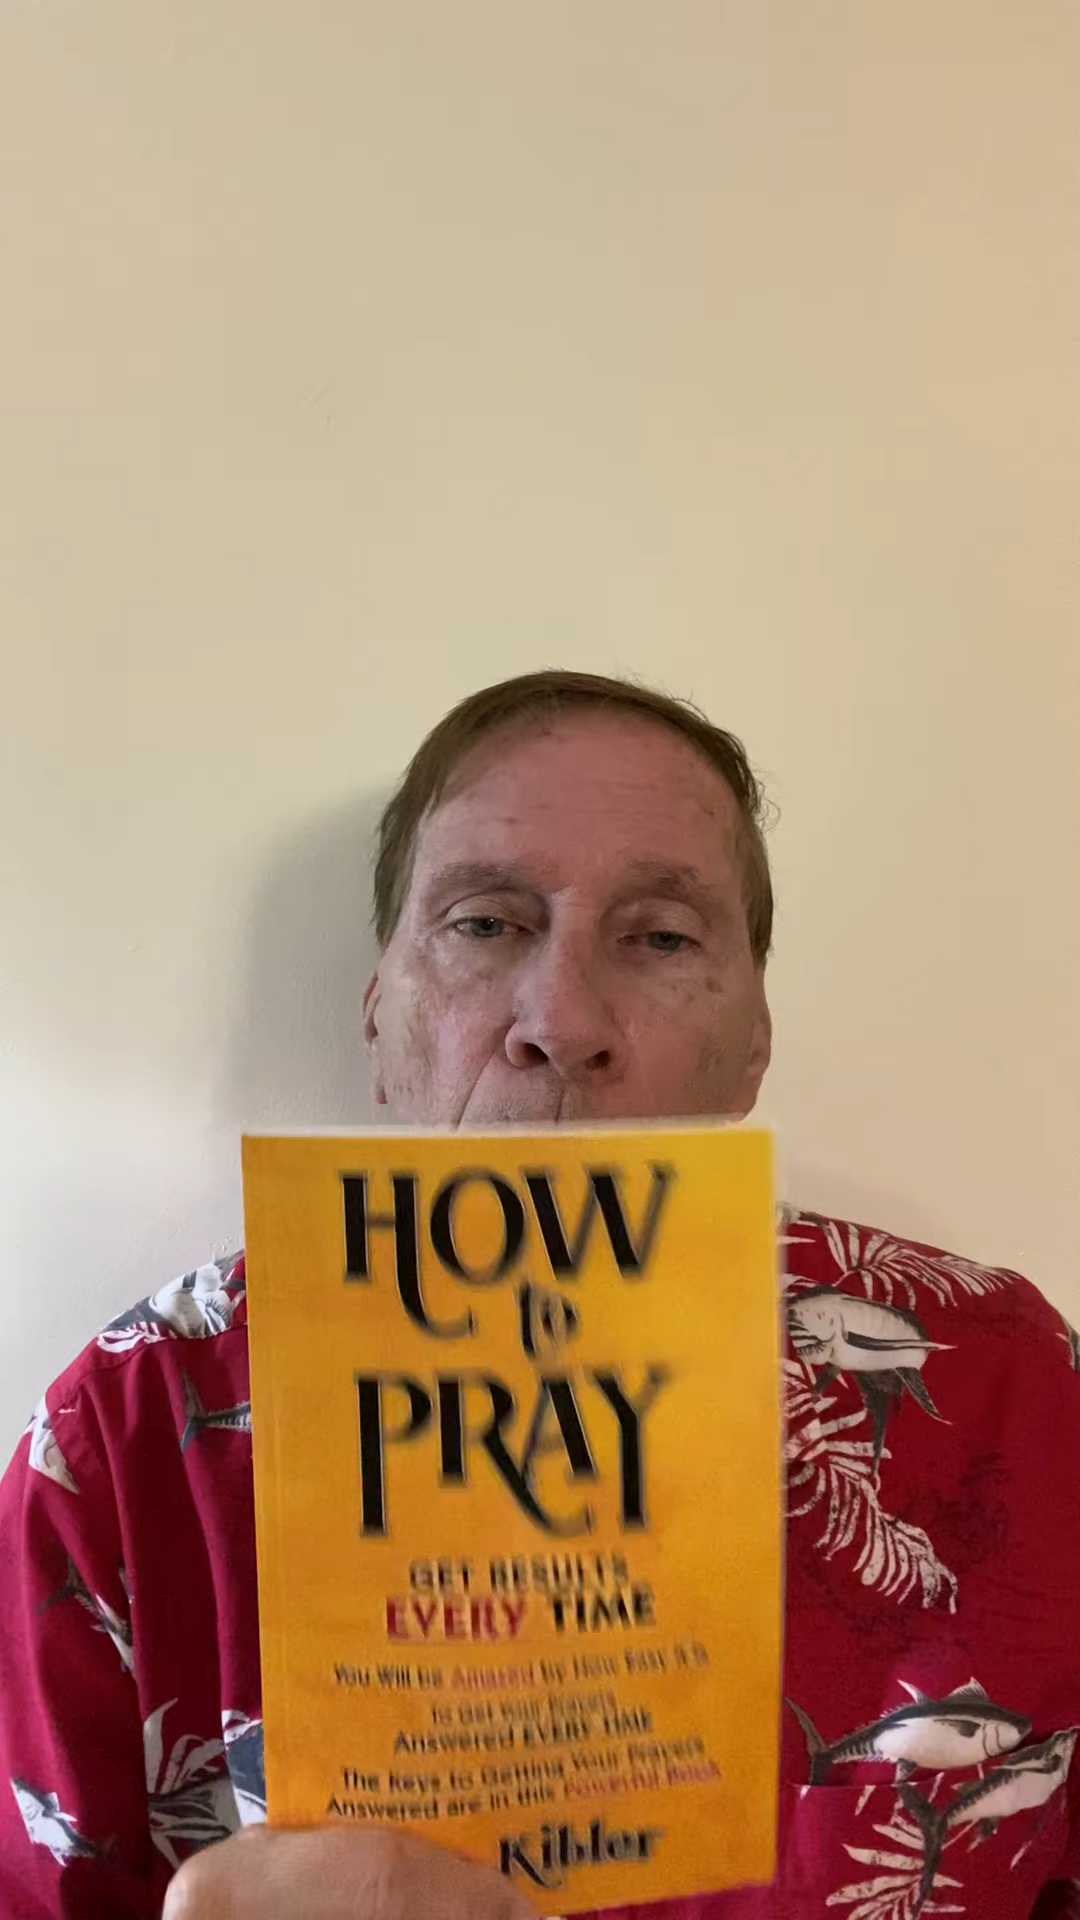 HOW
to
PRAY
GET RESULTS
EVERY TIME
You Will be Amazed by How Easy it is
To Get Your Prayers
Answered EVERY TIME
The Keys to Getting Your Prayers
Answered are in this Powerful Book
Kibler